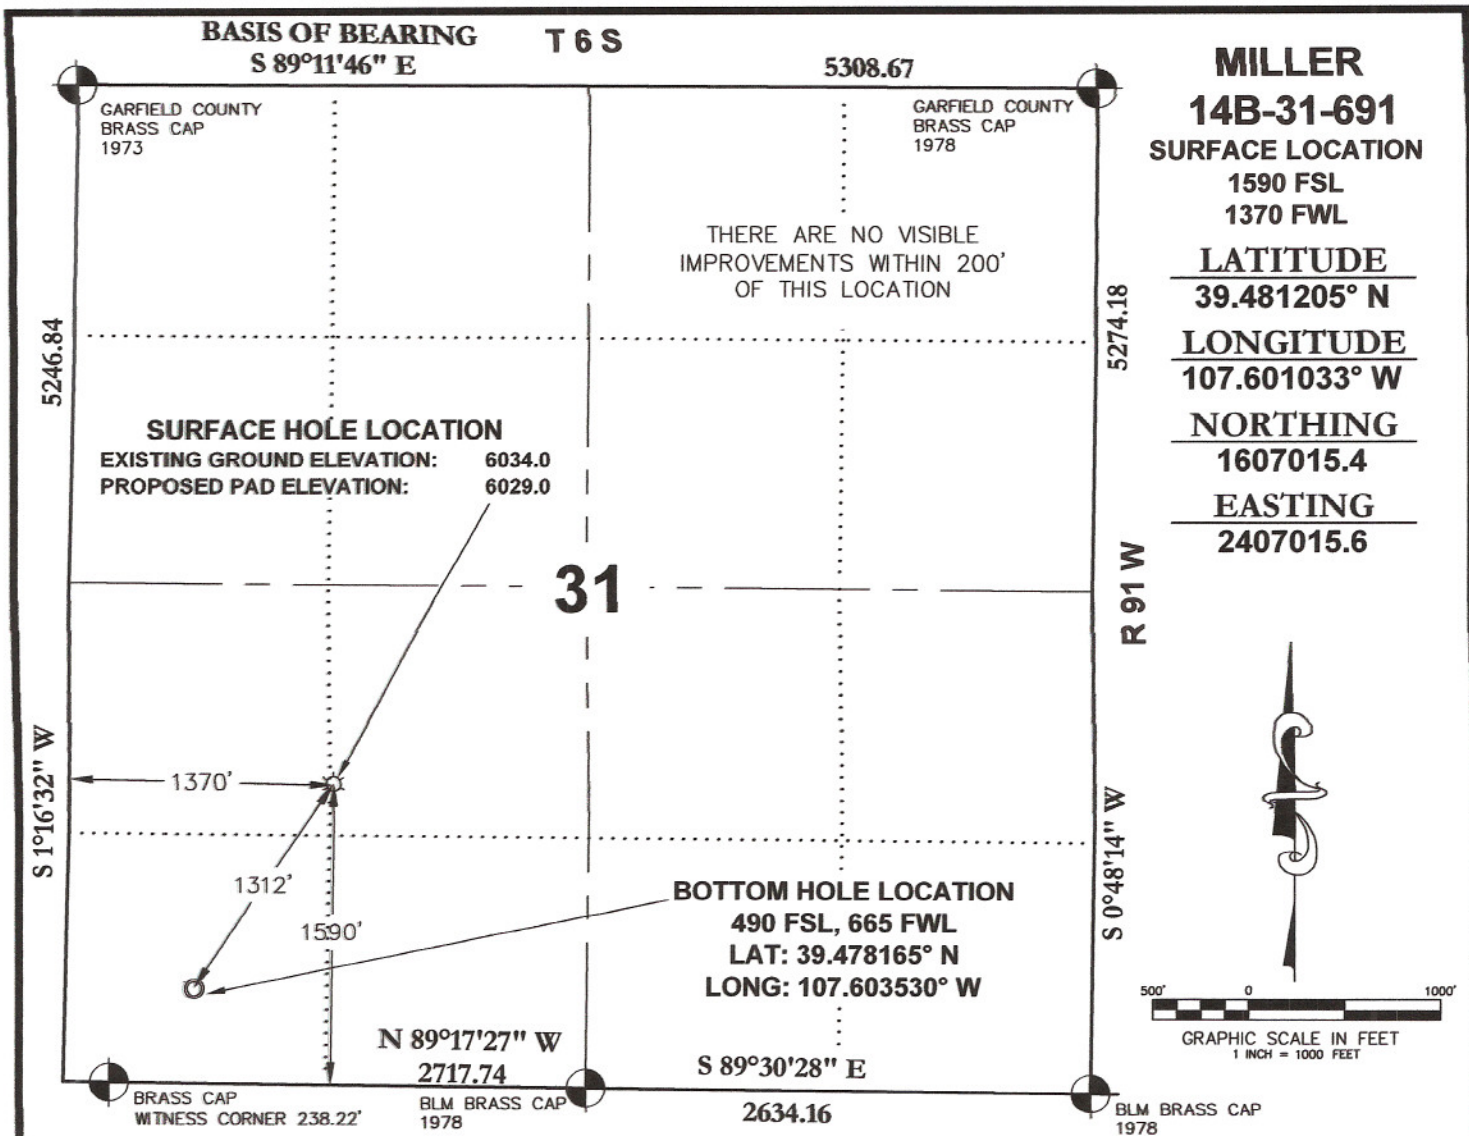 BASIS OF BEARING
S 89°11'46" E
T 6 S
5308.67
GARFIELD COUNTY
BRASS CAP
1973
GARFIELD COUNTY
BRASS CAP
1978
MILLER
14B-31-691
SURFACE LOCATION
1590 FSL
1370 FWL
LATITUDE
39.481205° N
LONGITUDE
107.601033° W
NORTHING
1607015.4
EASTING
2407015.6
THERE ARE NO VISIBLE
IMPROVEMENTS WITHIN 200'
OF THIS LOCATION
5246.84
5274.18
SURFACE HOLE LOCATION
EXISTING GROUND ELEVATION: 6034.0
PROPOSED PAD ELEVATION: 6029.0
31
R 91 W
S 1°16'32" W
1370'
1312'
1590'
S 0°48'14" W
BOTTOM HOLE LOCATION
490 FSL, 665 FWL
LAT: 39.478165° N
LONG: 107.603530° W
500' 0 1000'
GRAPHIC SCALE IN FEET
1 INCH = 1000 FEET
N 89°17'27" W
2717.74
S 89°30'28" E
2634.16
BRASS CAP
WITNESS CORNER 238.22'
BLM BRASS CAP
1978
BLM BRASS CAP
1978